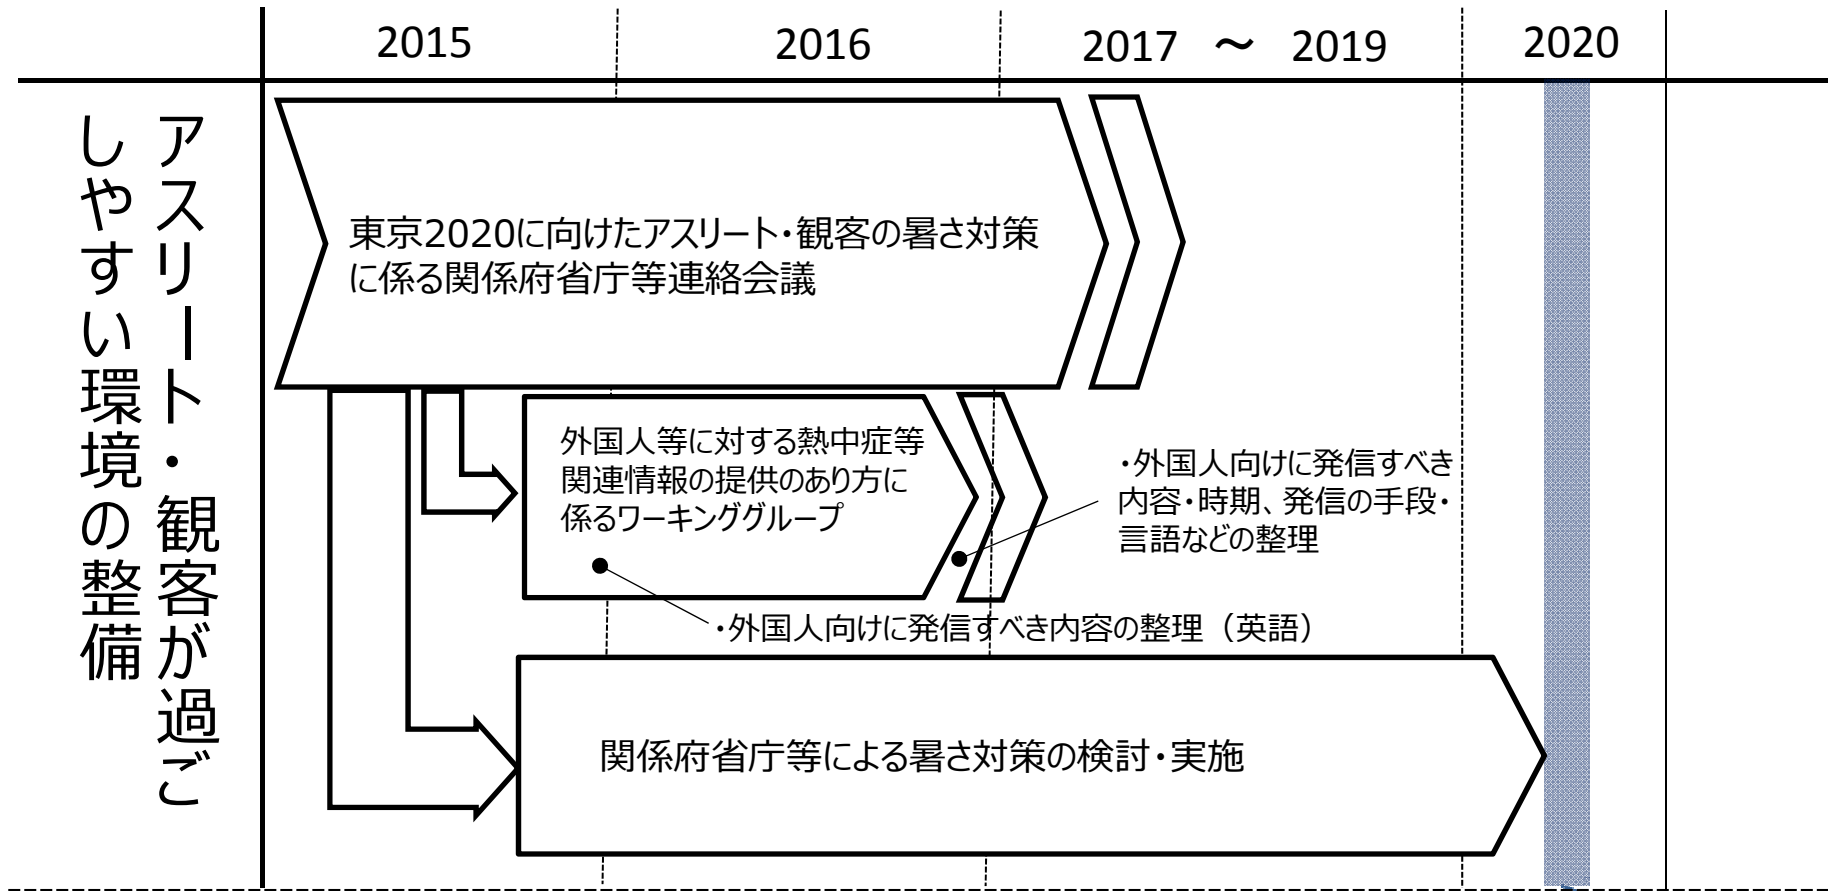 2015
2016
2017 ～ 2019
2020
アスリート・観客が過ご
しやすい環境の整備
東京2020に向けたアスリート・観客の暑さ対策
に係る関係府省庁等連絡会議
外国人等に対する熱中症等
関連情報の提供のあり方に
係るワーキンググループ
・外国人向けに発信すべき
内容・時期、発信の手段・
言語などの整理
・外国人向けに発信すべき内容の整理（英語）
関係府省庁等による暑さ対策の検討・実施